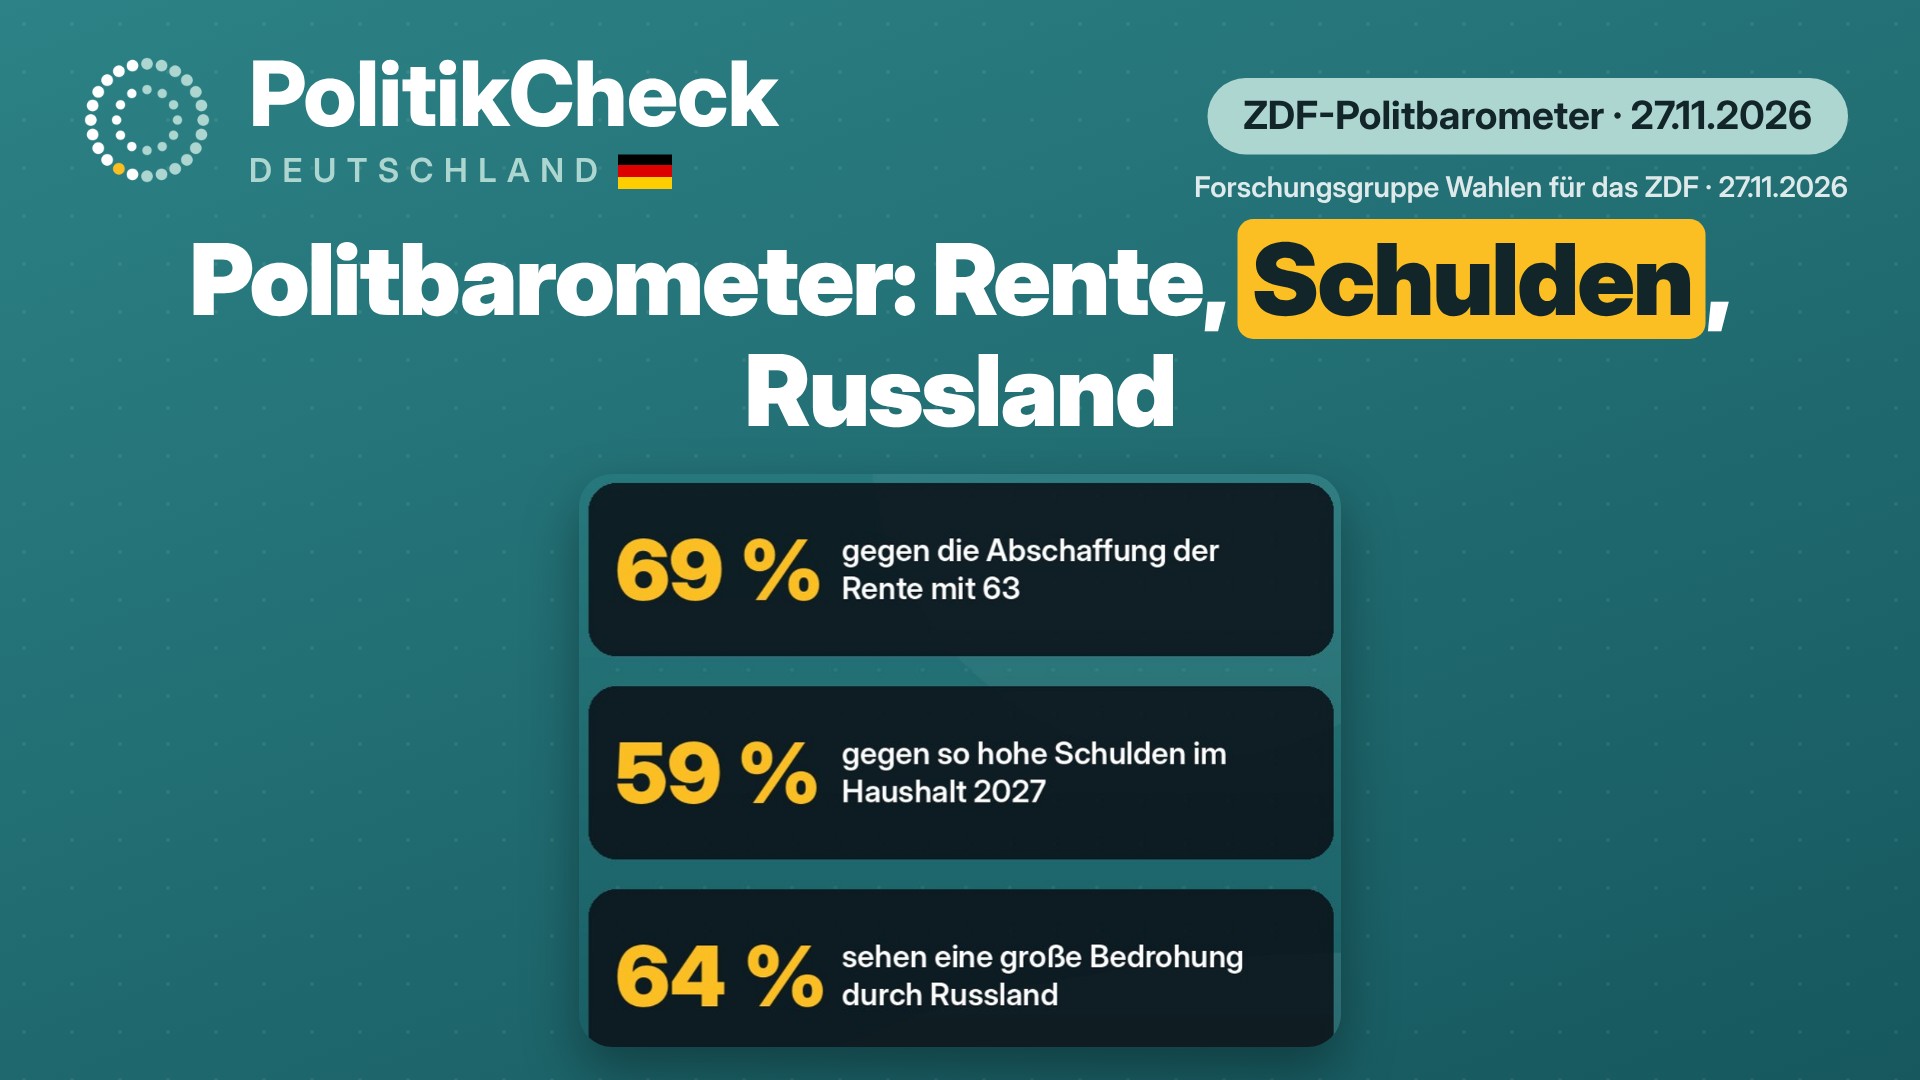 PolitikCheck
DEUTSCHLAND
ZDF-Politbarometer · 27.11.2026
Forschungsgruppe Wahlen für das ZDF · 27.11.2026
Politbarometer: Rente, Schulden,
Russland
69 %
gegen die Abschaffung der
Rente mit 63
59 %
gegen so hohe Schulden im
Haushalt 2027
64 %
sehen eine große Bedrohung
durch Russland